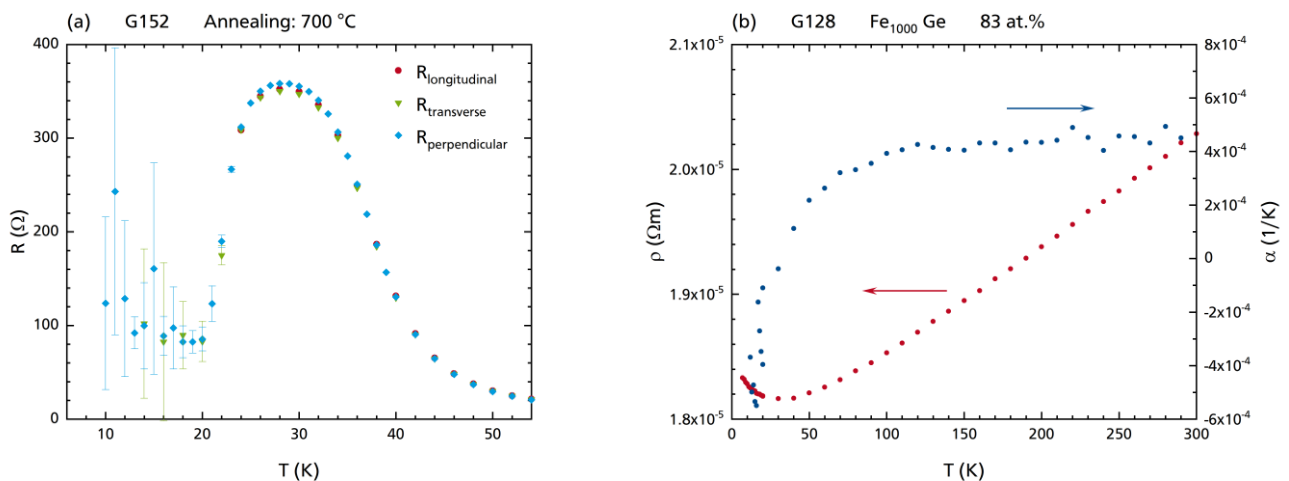 (a) G152 Annealing: 700 °C
400
300
200
100
0
R (Ω)
R_longitudinal
R_transverse
R_perpendicular
10 20 30 40 50
T (K)
(b) G128 Fe₁₀₀₀ Ge 83 at.%
2.1x10⁻⁵
2.0x10⁻⁵
1.9x10⁻⁵
1.8x10⁻⁵
ρ (Ωm)
0 50 100 150 200 250 300
T (K)
8x10⁻⁴
6x10⁻⁴
4x10⁻⁴
2x10⁻⁴
0
-2x10⁻⁴
-4x10⁻⁴
-6x10⁻⁴
α (1/K)